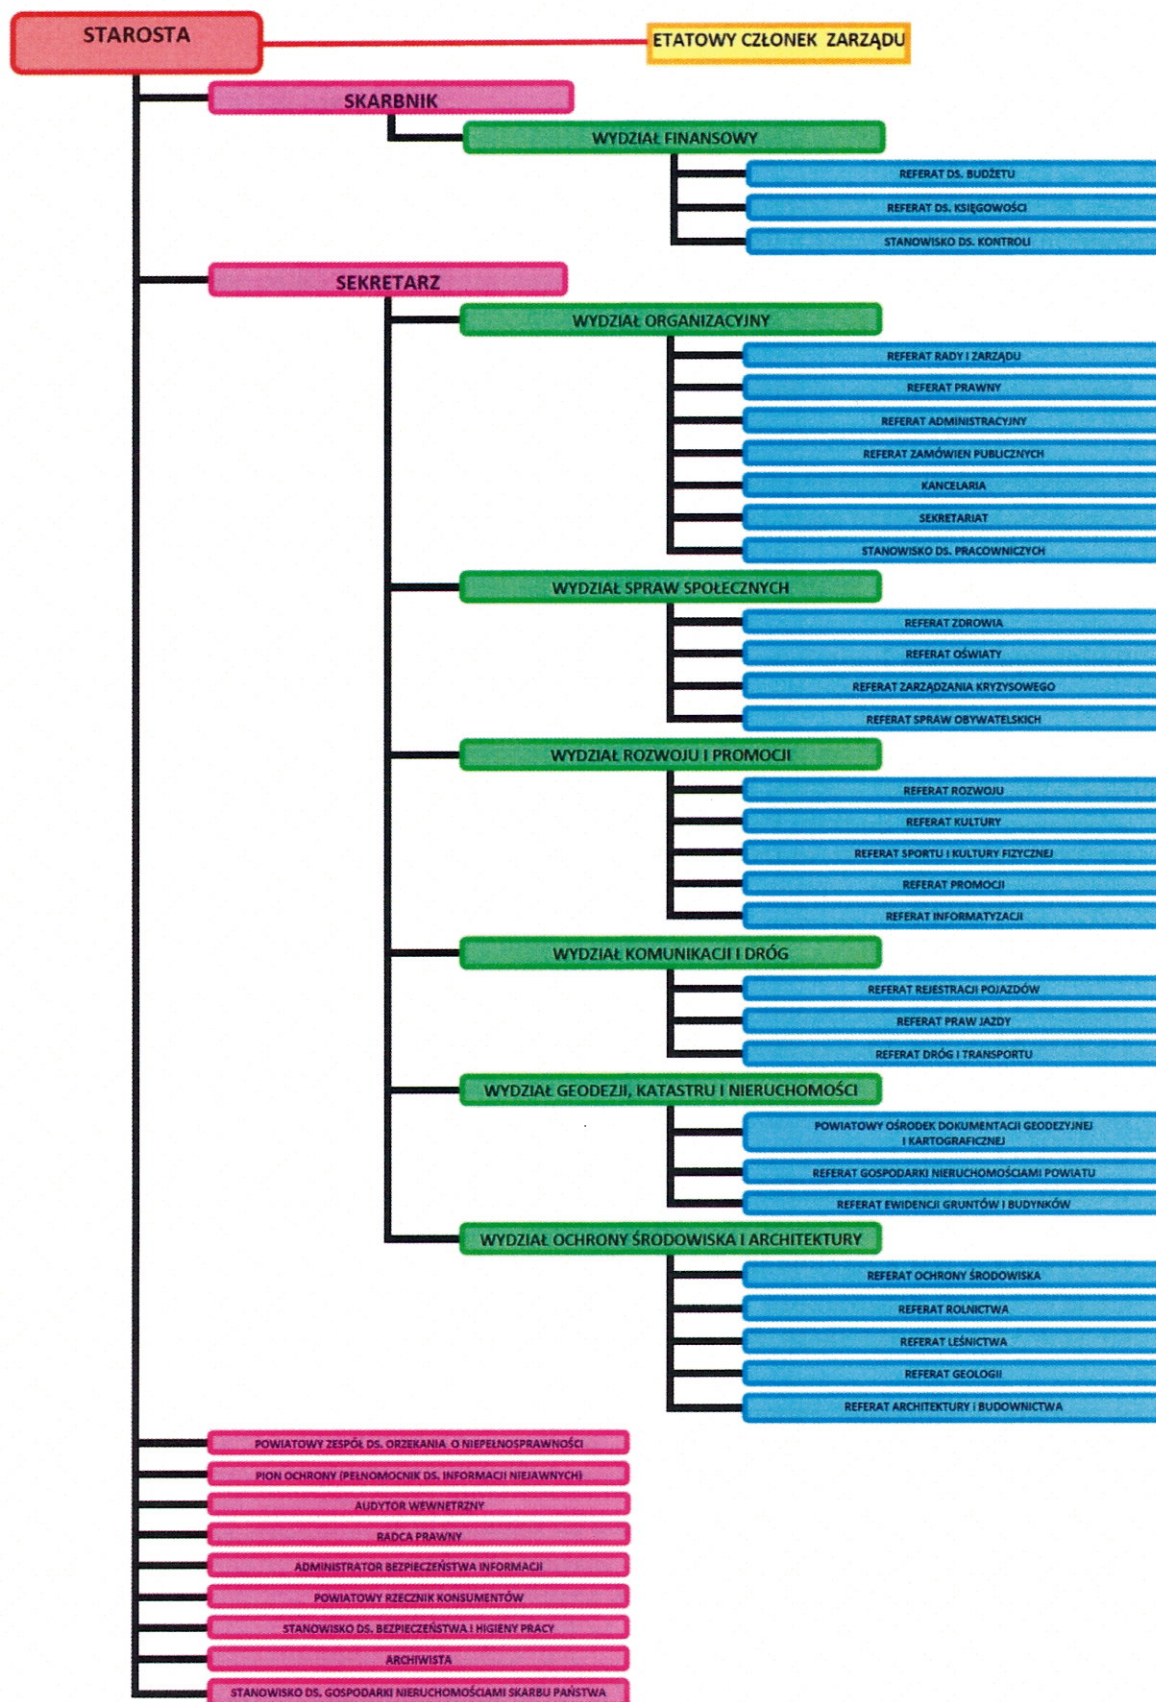 STAROSTA
ETATOWY CZŁONEK ZARZĄDU
SKARBNIK
WYDZIAŁ FINANSOWY
REFERAT DS. BUDŻETU
REFERAT DS. KSIĘGOWOŚCI
STANOWISKO DS. KONTROLI
SEKRETARZ
WYDZIAŁ ORGANIZACYJNY
REFERAT RADY I ZARZĄDU
REFERAT PRAWNY
REFERAT ADMINISTRACYJNY
REFERAT ZAMÓWIEN PUBLICZNYCH
KANCELARIA
SEKRETARIAT
STANOWISKO DS. PRACOWNICZYCH
WYDZIAŁ SPRAW SPOŁECZNYCH
REFERAT ZDROWIA
REFERAT OŚWIATY
REFERAT ZARZĄDZANIA KRYZYSOWEGO
REFERAT SPRAW OBYWATELSKICH
WYDZIAŁ ROZWOJU I PROMOCJI
REFERAT ROZWOJU
REFERAT KULTURY
REFERAT SPORTU I KULTURY FIZYCZNEJ
REFERAT PROMOCJI
REFERAT INFORMATYZACJI
WYDZIAŁ KOMUNIKACJI I DRÓG
REFERAT REJESTRACJI POJAZDÓW
REFERAT PRAW JAZDY
REFERAT DRÓG I TRANSPORTU
WYDZIAŁ GEODEZJI, KATASTRU I NIERUCHOMOŚCI
POWIATOWY OŚRODEK DOKUMENTACJI GEODEZYJNEJ
I KARTOGRAFICZNEJ
REFERAT GOSPODARKI NIERUCHOMOŚCIAMI POWIATU
REFERAT EWIDENCJI GRUNTÓW I BUDYNKÓW
WYDZIAŁ OCHRONY ŚRODOWISKA I ARCHITEKTURY
REFERAT OCHRONY ŚRODOWISKA
REFERAT ROLNICTWA
REFERAT LEŚNICTWA
REFERAT GEOLOGII
REFERAT ARCHITEKTURY I BUDOWNICTWA
POWIATOWY ZESPÓŁ DS. ORZEKANIA O NIEPEŁNOSPRAWNOŚCI
PION OCHRONY (PEŁNOMOCNIK DS. INFORMACJI NIEJAWNYCH)
AUDYTOR WEWNETRZNY
RADCA PRAWNY
ADMINISTRATOR BEZPIECZEŃSTWA INFORMACJI
POWIATOWY RZECZNIK KONSUMENTÓW
STANOWISKO DS. BEZPIECZEŃSTWA I HIGIENY PRACY
ARCHIWISTA
STANOWISKO DS. GOSPODARKI NIERUCHOMOŚCIAMI SKARBU PAŃSTWA